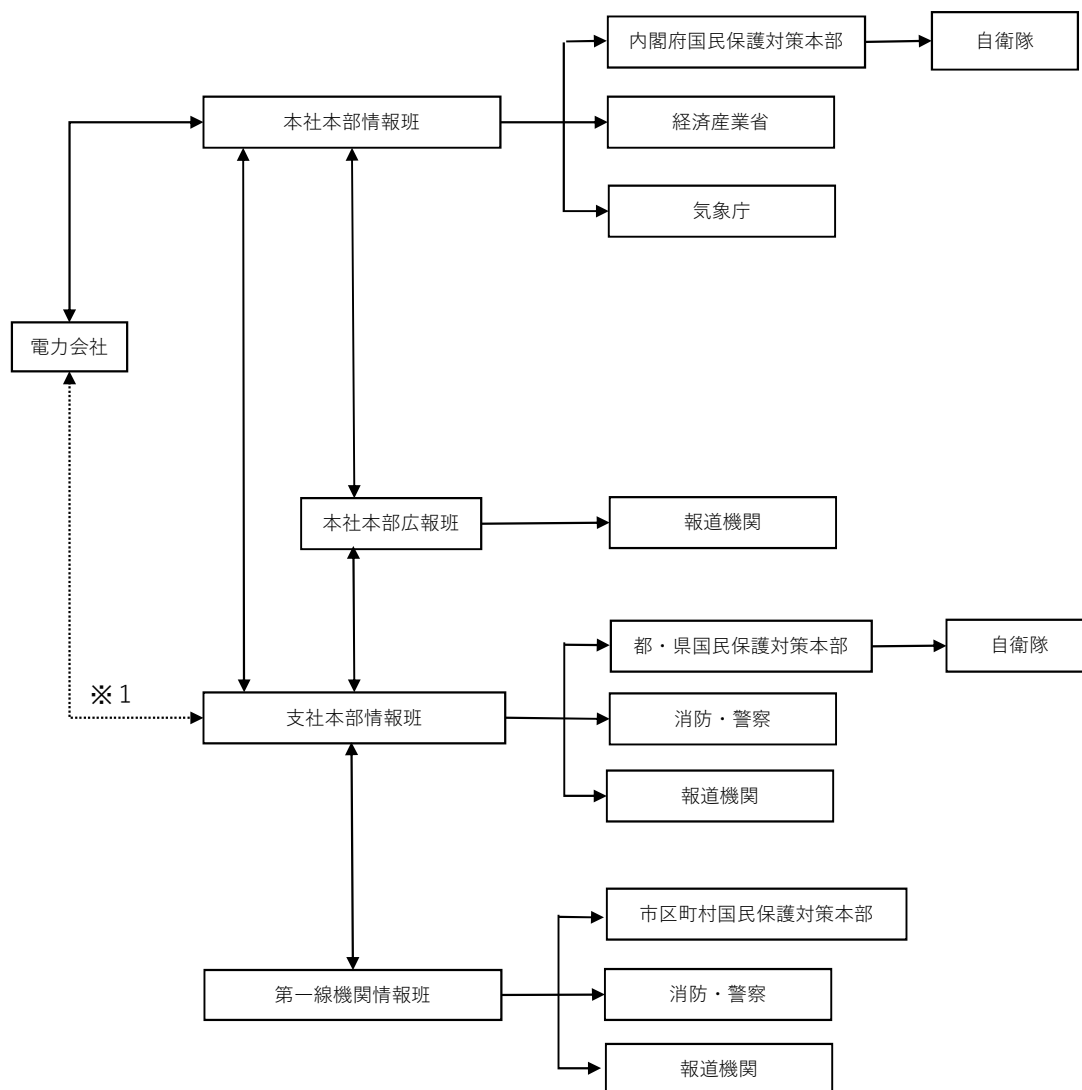 内閣府国民保護対策本部
自衛隊
本社本部情報班
経済産業省
気象庁
電力会社
本社本部広報班
報道機関
都・県国民保護対策本部
自衛隊
※1
支社本部情報班
消防・警察
報道機関
市区町村国民保護対策本部
第一線機関情報班
消防・警察
報道機関